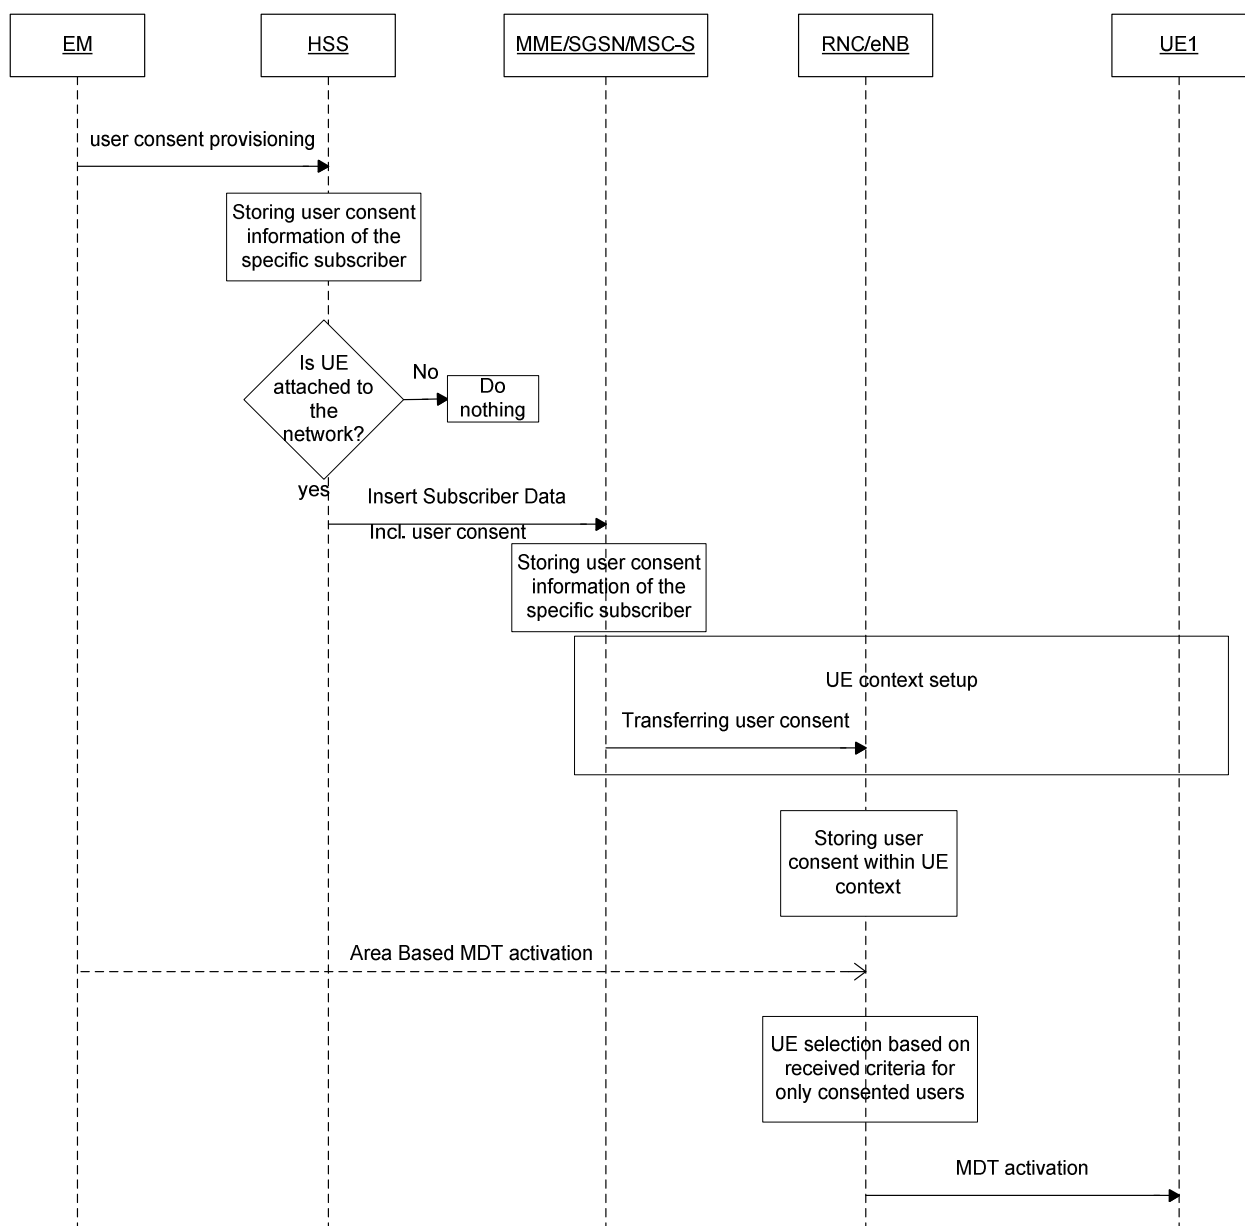 EM
HSS
MME/SGSN/MSC-S
RNC/eNB
UE1
user consent provisioning
Storing user consent
information of the
specific subscriber
Is UE
attached to
the
network?
No
Do
nothing
yes
Insert Subscriber Data
Incl. user consent
Storing user consent
information of the
specific subscriber
UE context setup
Transferring user consent
Storing user
consent within UE
context
Area Based MDT activation
UE selection based on
received criteria for
only consented users
MDT activation